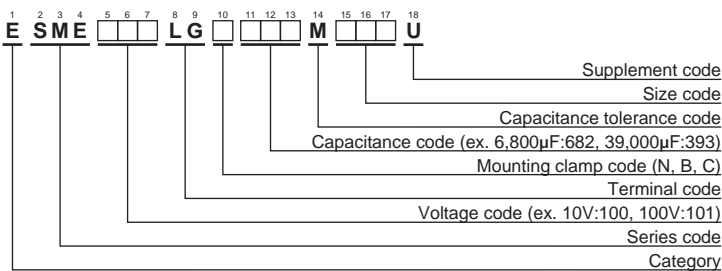 1 2 3 4 5 6 7 8 9 10 11 12 13 14 15 16 17 18
E SME □□□ LG □ □□□ M □□□ U
Supplement code
Size code
Capacitance tolerance code
Capacitance code (ex. 6,800µF:682, 39,000µF:393)
Mounting clamp code (N, B, C)
Terminal code
Voltage code (ex. 10V:100, 100V:101)
Series code
Category